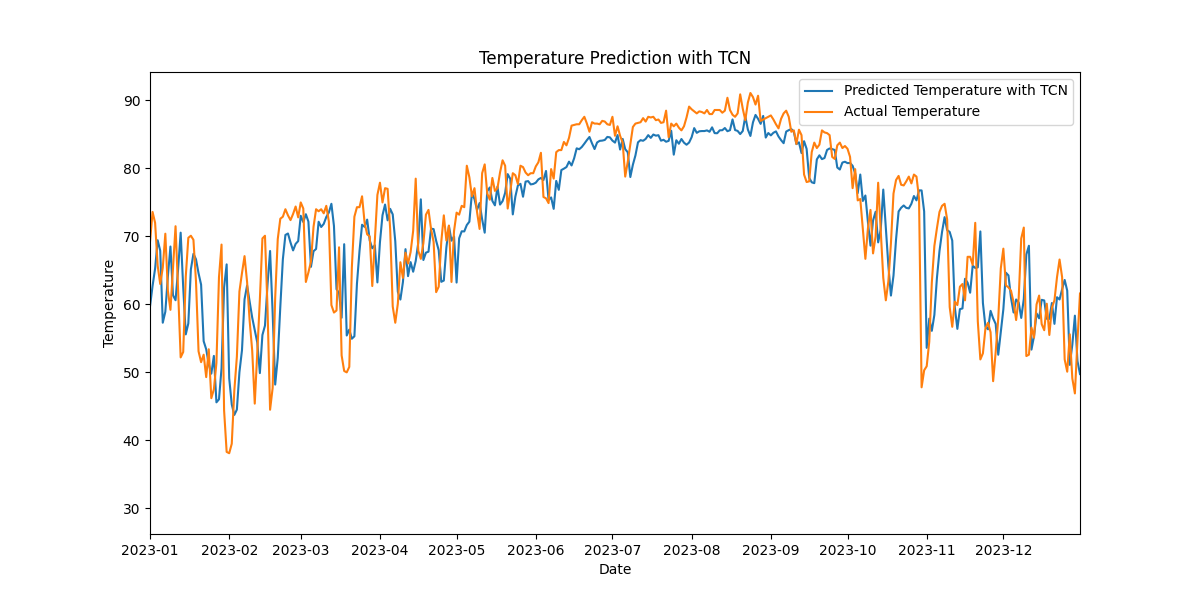 Temperature Prediction with TCN
Predicted Temperature with TCN
Actual Temperature
Temperature
90
80
70
60
50
40
30
2023-01 2023-02 2023-03 2023-04 2023-05 2023-06 2023-07 2023-08 2023-09 2023-10 2023-11 2023-12
Date